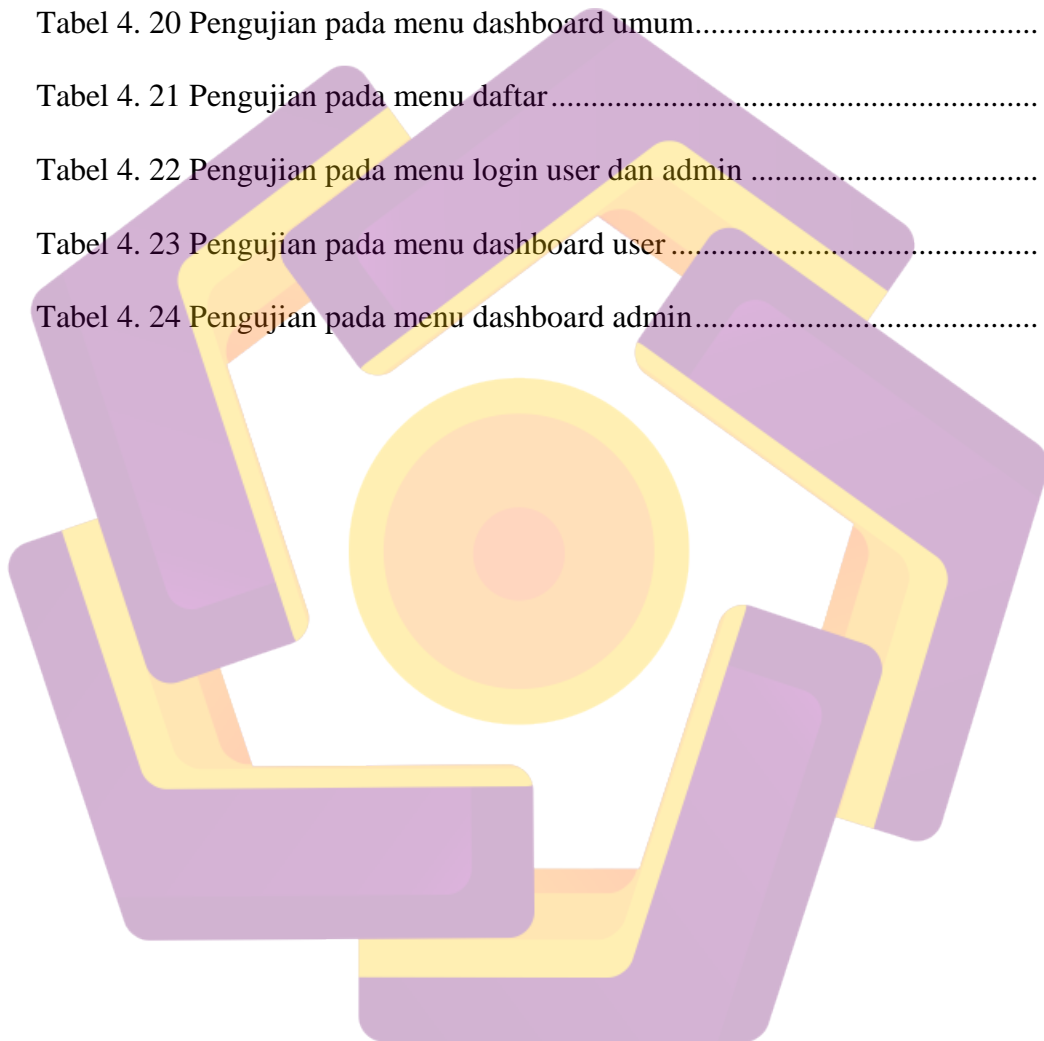 Tabel 4. 20 Pengujian pada menu dashboard umum...........................................
Tabel 4. 21 Pengujian pada menu daftar.............................................................
Tabel 4. 22 Pengujian pada menu login user dan admin ....................................
Tabel 4. 23 Pengujian pada menu dashboard user..............................................
Tabel 4. 24 Pengujian pada menu dashboard admin...........................................